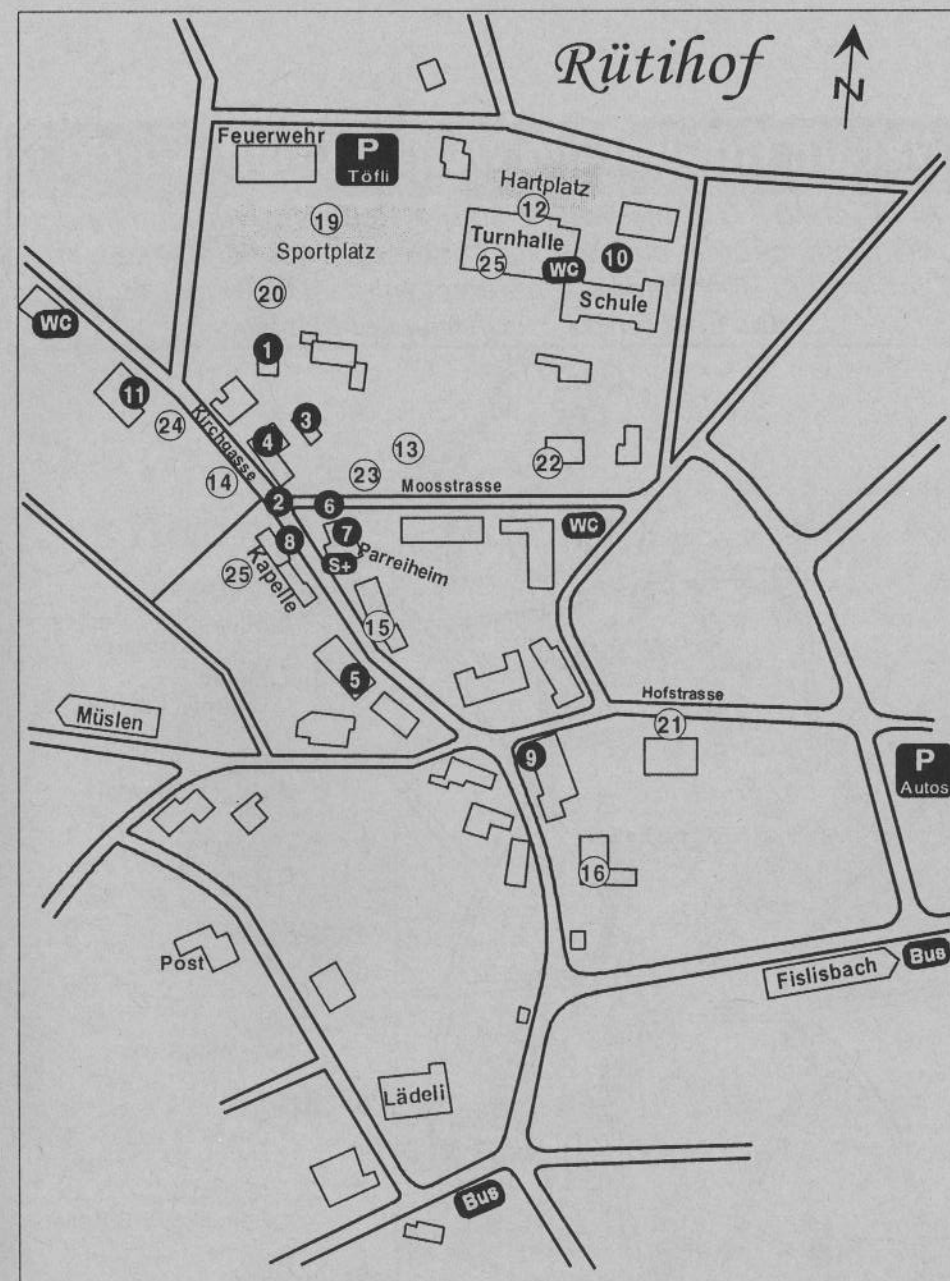 Rütihof
N
Feuerwehr
P
Töfli
Hartplatz
12
19
Sportplatz
Turnhalle
25
WC
10
Schule
20
WC
1
11
24
Kirchgasse
3
4
13
14
23
22
Moosstrasse
2
6
WC
7
8
Parreiheim
S+
25
Kapelle
15
5
Hofstrasse
21
Müslen
9
P
Autos
16
Post
Fislisbach
Bus
Lädeli
Bus